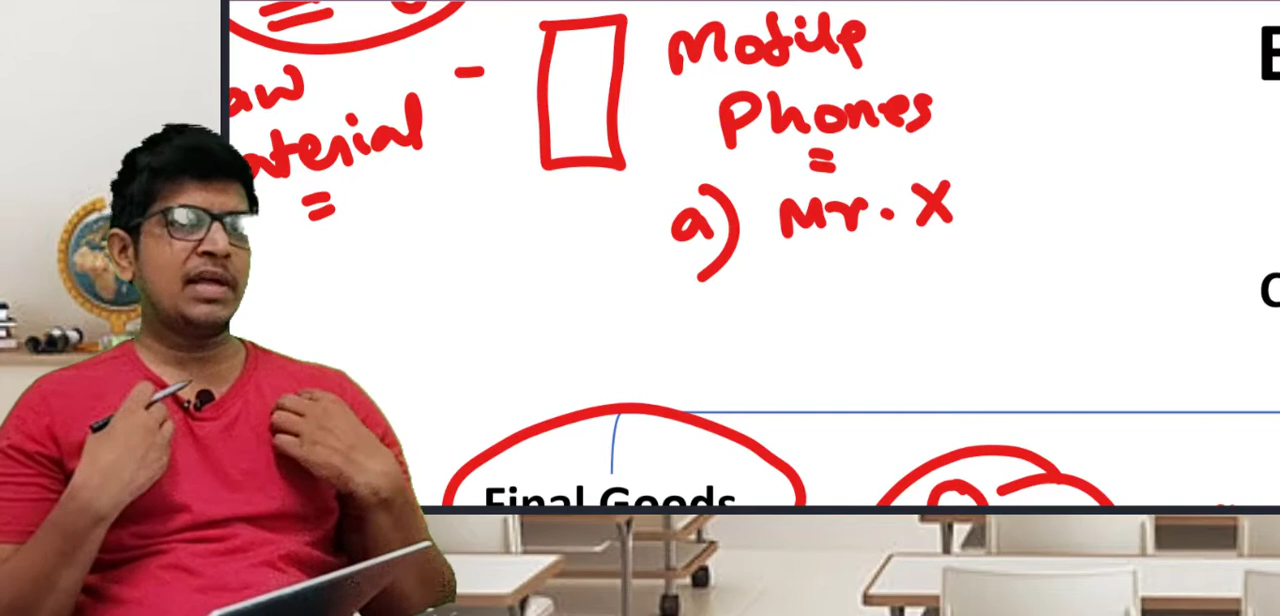 Mobile
aw
Phones
aterial
a) Mr. X
Final Goods